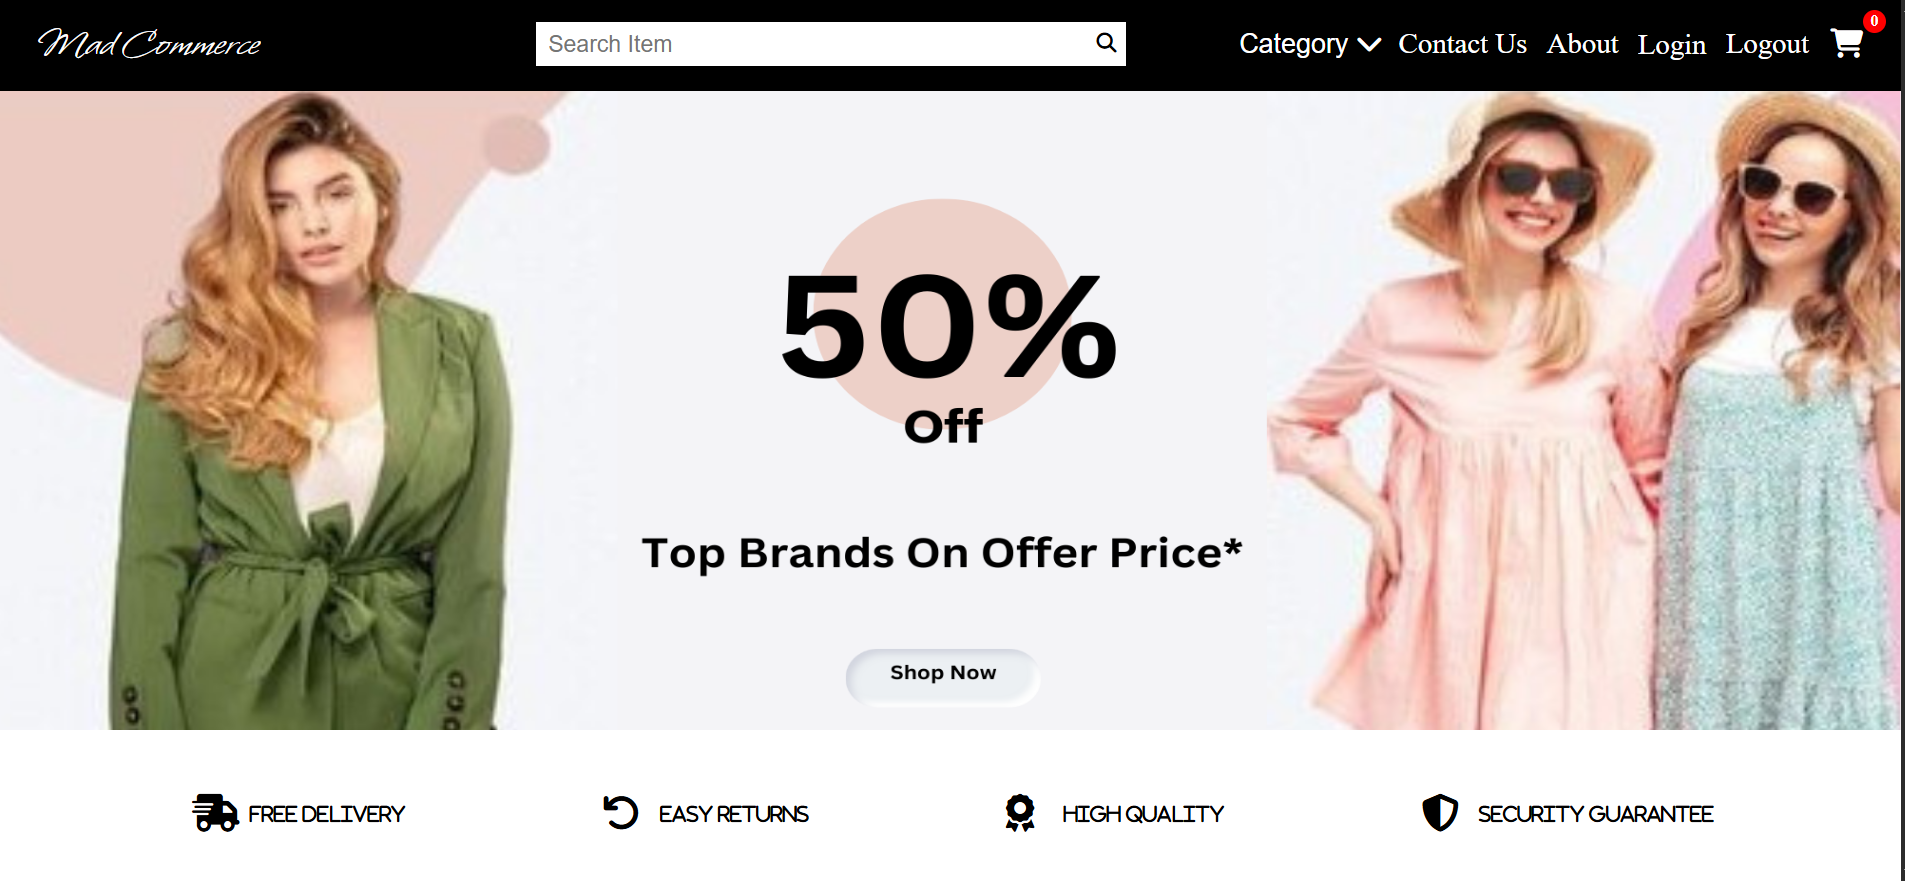 Mad Commerce
Search Item
Category Contact Us About Login Logout 0
50%
Off
Top Brands On Offer Price*
Shop Now
FREE DELIVERY EASY RETURNS HIGH QUALITY SECURITY GUARANTEE